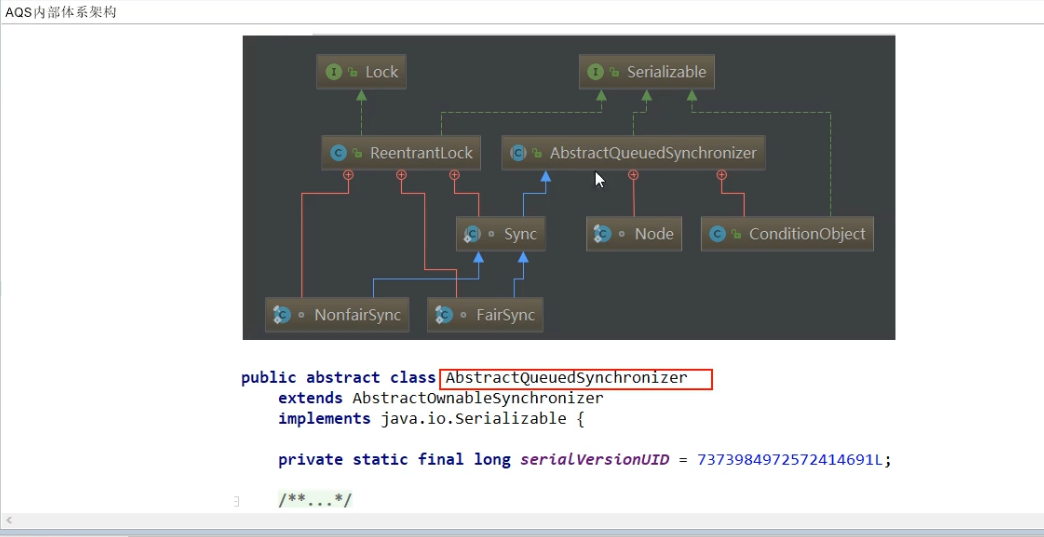 AQS内部体系架构
Lock
Serializable
ReentrantLock
AbstractQueuedSynchronizer
Sync
Node
ConditionObject
NonfairSync
FairSync
public abstract class AbstractQueuedSynchronizer
extends AbstractOwnableSynchronizer
implements java.io.Serializable {
private static final long serialVersionUID = 7373984972572414691L;
/**...*/